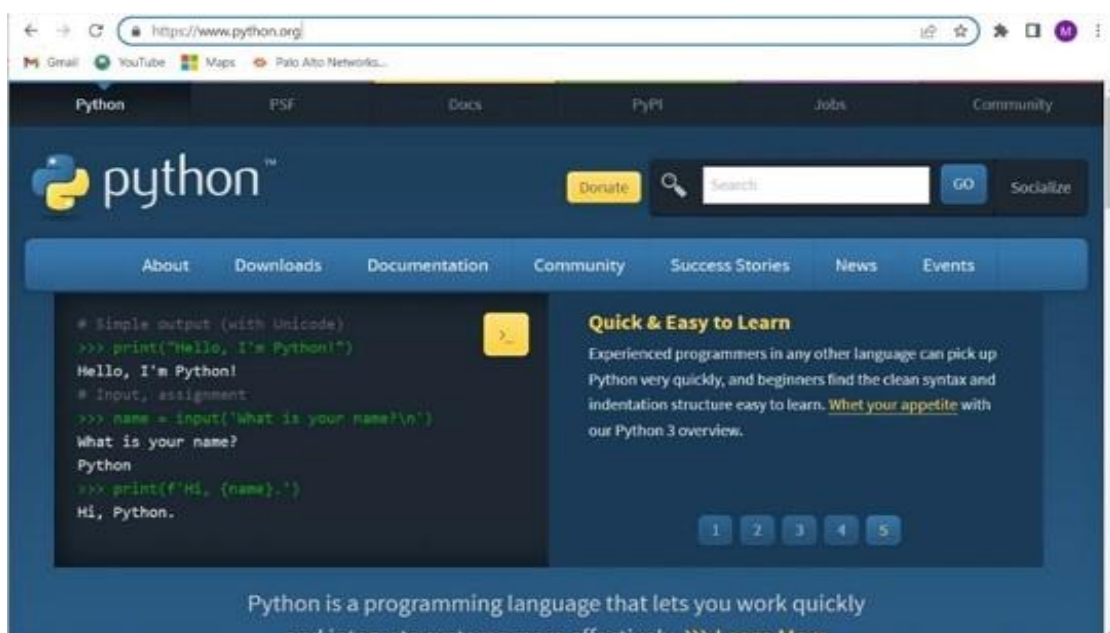 https://www.python.org
Gmail YouTube Maps Palo Alto Networks...
M
Python PSF Docs PyPI Jobs Community
python™
Donate Search GO Socialize
About Downloads Documentation Community Success Stories News Events
# Simple output (with Unicode)
>>> print("Hello, I'm Python!")
Hello, I'm Python!
# Input, assignment
>>> name = input('What is your name?\n')
What is your name?
Python
>>> print(f'Hi, {name}.')
Hi, Python.
>_
Quick & Easy to Learn
Experienced programmers in any other language can pick up
Python very quickly, and beginners find the clean syntax and
indentation structure easy to learn. Whet your appetite with
our Python 3 overview.
1 2 3 4 5
Python is a programming language that lets you work quickly